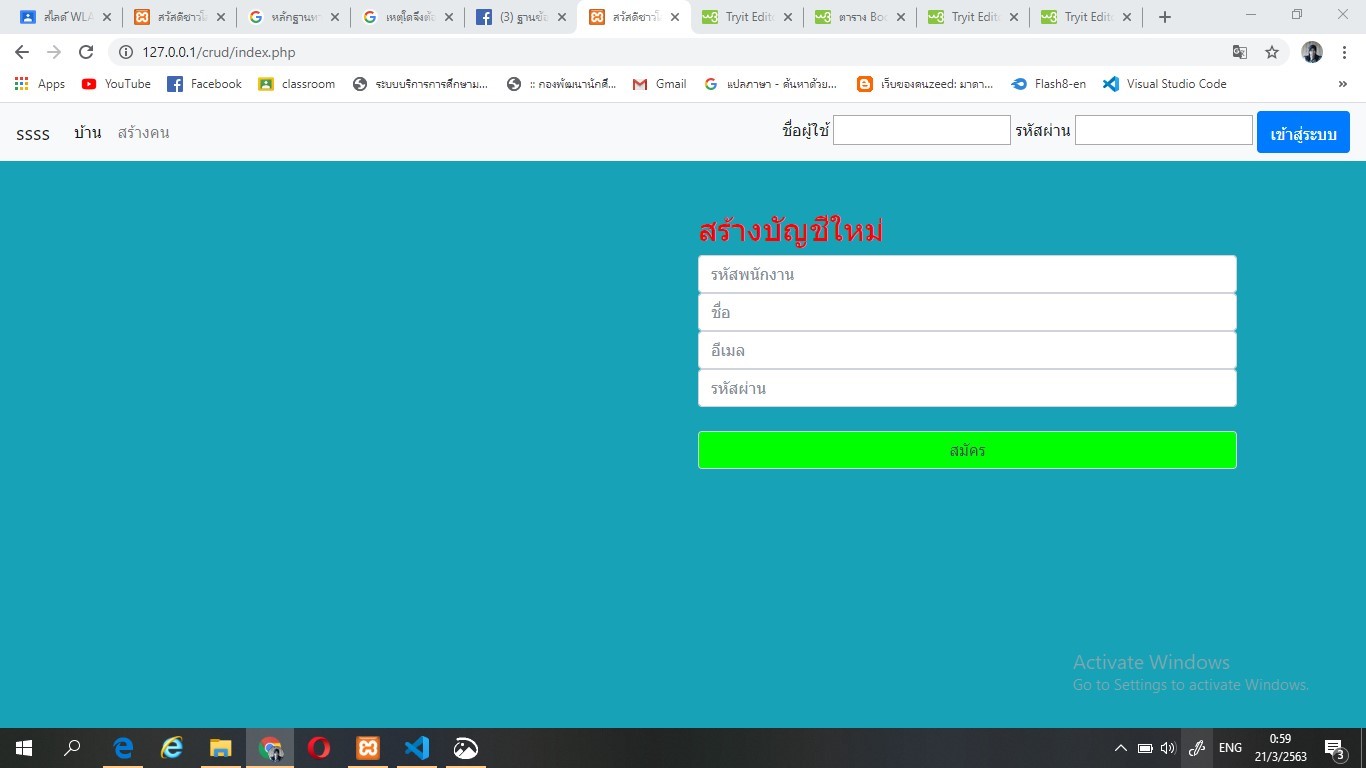 สไลด์ WLA
สวัสดีชาวโ
หลักฐานทา
เหตุใดจึงต้อ
(3) ฐานข้อ
สวัสดีชาวโ
Tryit Edito
ตาราง Boo
Tryit Edito
Tryit Edito
127.0.0.1/crud/index.php
Apps YouTube Facebook classroom ระบบบริการการศึกษาม... :: กองพัฒนานักศึ... Gmail แปลภาษา - ค้นหาด้วย... เว็บของคนzeed: มาดา... Flash8-en Visual Studio Code »
ssss บ้าน สร้างคน ชื่อผู้ใช้ รหัสผ่าน เข้าสู่ระบบ
สร้างบัญชีใหม่
รหัสพนักงาน
ชื่อ
อีเมล
รหัสผ่าน
สมัคร
Activate Windows
Go to Settings to activate Windows.
ENG
0:59
21/3/2563
3